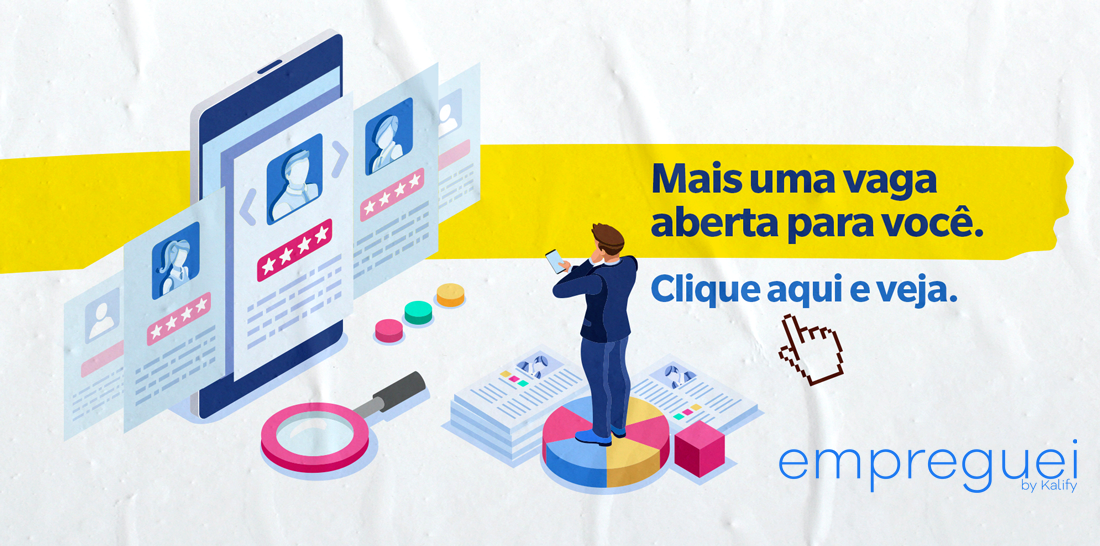 Mais uma vaga
aberta para você.
Clique aqui e veja.
empreguei
by Kalify